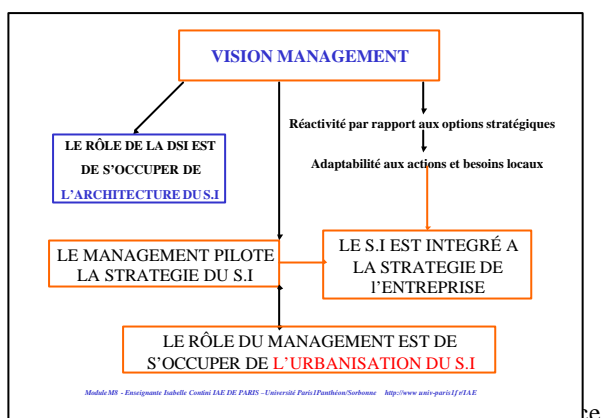 VISION MANAGEMENT
Réactivité par rapport aux options stratégiques
LE RÔLE DE LA DSI EST
DE S'OCCUPER DE
L'ARCHITECTURE DU S.I
Adaptabilité aux actions et besoins locaux
LE MANAGEMENT PILOTE
LA STRATEGIE DU S.I
LE S.I EST INTEGRÉ A
LA STRATEGIE DE
l'ENTREPRISE
LE RÔLE DU MANAGEMENT EST DE
S'OCCUPER DE L'URBANISATION DU S.I
Module M8 - Enseignante Isabelle Contini IAE DE PARIS – Université Paris1Panthéon/Sorbonne http://www univ-paris1.fr/IAE
ce